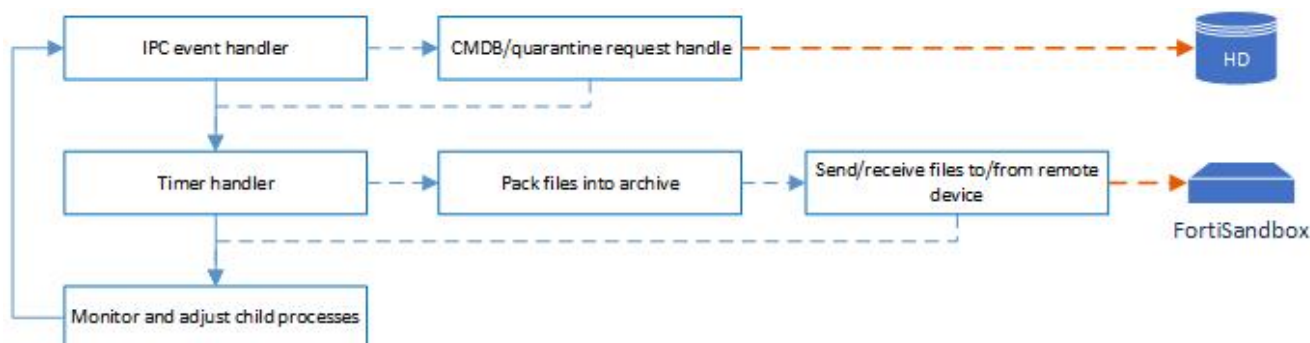 IPC event handler
CMDB/quarantine request handle
HD
Timer handler
Pack files into archive
Send/receive files to/from remote
device
FortiSandbox
Monitor and adjust child processes